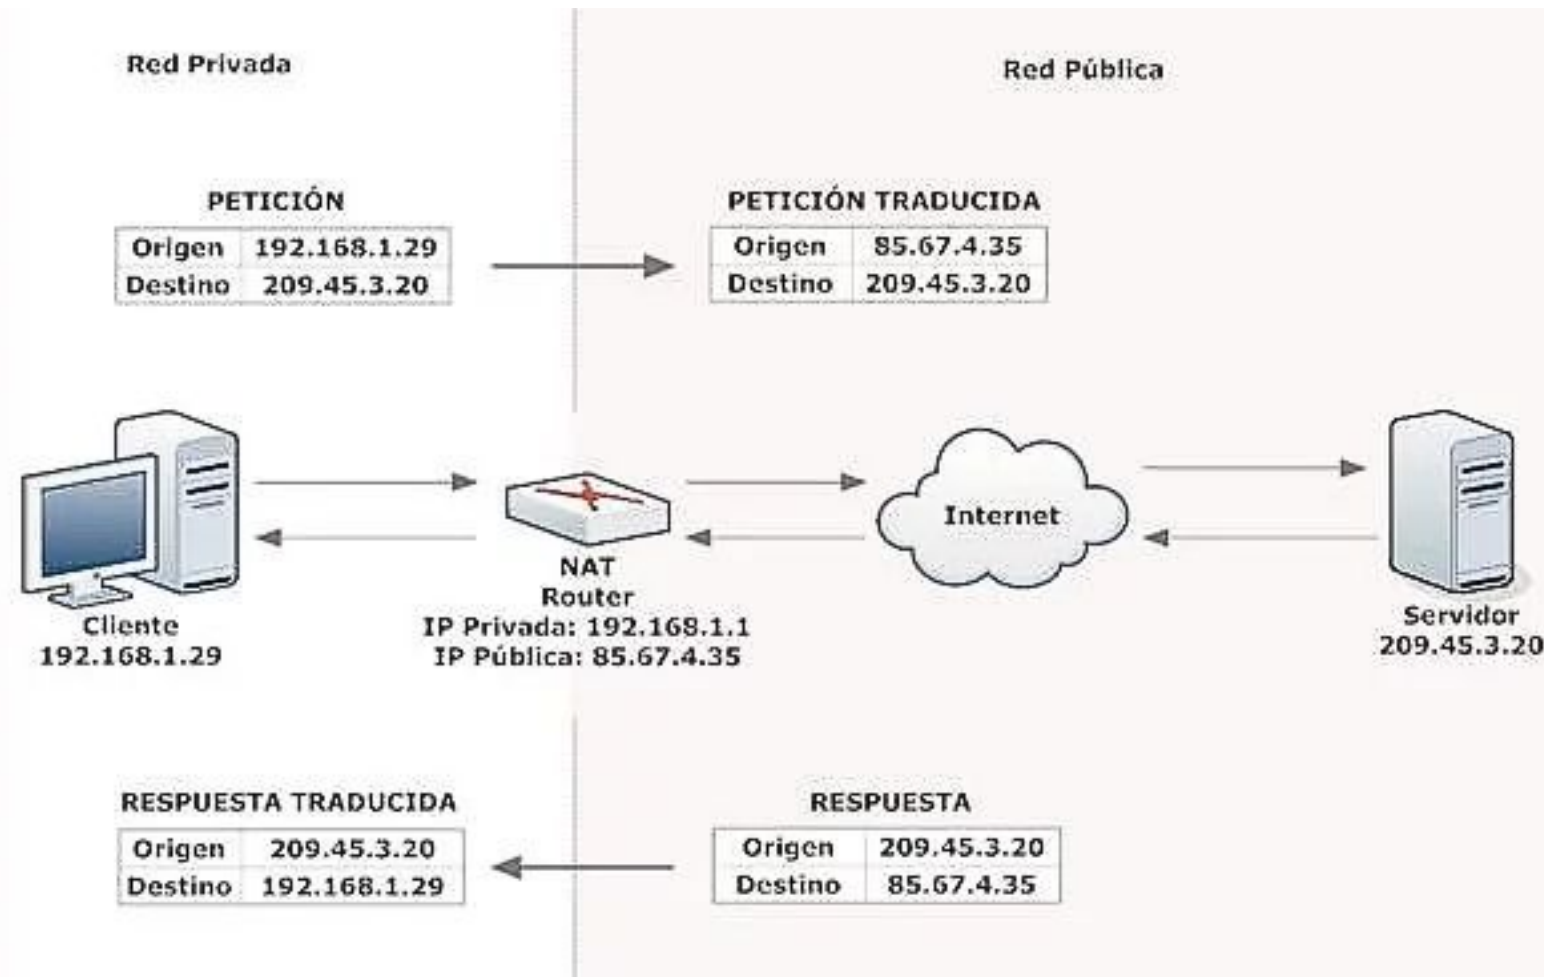 Red Privada
Red Pública
PETICIÓN
Origen 192.168.1.29
Destino 209.45.3.20
PETICIÓN TRADUCIDA
Origen 85.67.4.35
Destino 209.45.3.20
Cliente
192.168.1.29
NAT
Router
IP Privada: 192.168.1.1
IP Pública: 85.67.4.35
Internet
Servidor
209.45.3.20
RESPUESTA TRADUCIDA
Origen 209.45.3.20
Destino 192.168.1.29
RESPUESTA
Origen 209.45.3.20
Destino 85.67.4.35